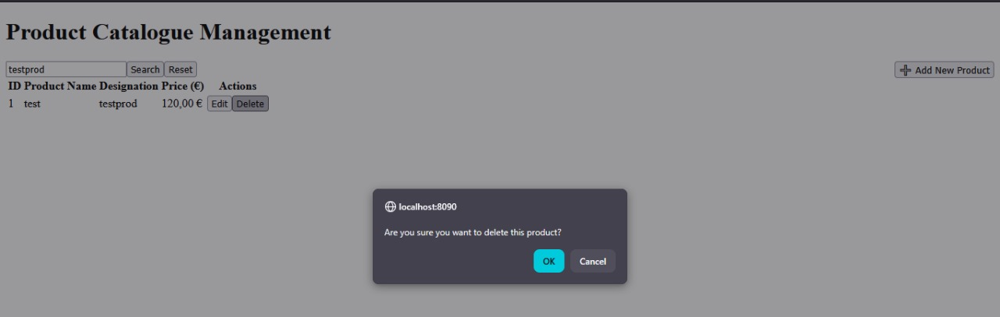 Product Catalogue Management
testprod Search Reset Add New Product
ID Product Name Designation Price (€) Actions
1 test testprod 120,00 € Edit Delete
localhost:8090
Are you sure you want to delete this product?
OK Cancel